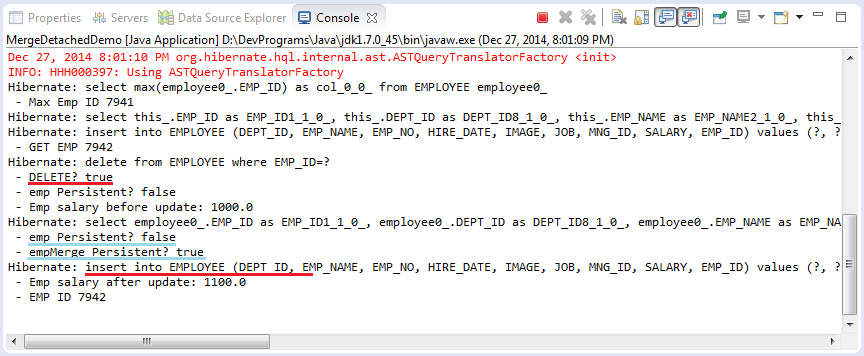 Properties Servers Data Source Explorer Console
MergeDetachedDemo [Java Application] D:\DevPrograms\Java\jdk1.7.0_45\bin\javaw.exe (Dec 27, 2014, 8:01:09 PM)
Dec 27, 2014 8:01:10 PM org.hibernate.hql.internal.ast.ASTQueryTranslatorFactory <init>
INFO: HHH000397: Using ASTQueryTranslatorFactory
Hibernate: select max(employee0_.EMP_ID) as col_0_0_ from EMPLOYEE employee0_
- Max Emp ID 7941
Hibernate: select this_.EMP_ID as EMP_ID1_1_0_, this_.DEPT_ID as DEPT_ID8_1_0_, this_.EMP_NAME as EMP_NAME2_1_0_, this_
Hibernate: insert into EMPLOYEE (DEPT_ID, EMP_NAME, EMP_NO, HIRE_DATE, IMAGE, JOB, MNG_ID, SALARY, EMP_ID) values (?, ?
- GET EMP 7942
Hibernate: delete from EMPLOYEE where EMP_ID=?
- DELETE? true
- emp Persistent? false
- Emp salary before update: 1000.0
Hibernate: select employee0_.EMP_ID as EMP_ID1_1_0_, employee0_.DEPT_ID as DEPT_ID8_1_0_, employee0_.EMP_NAME as EMP_NA
- emp Persistent? false
- empMerge Persistent? true
Hibernate: insert into EMPLOYEE (DEPT_ID, EMP_NAME, EMP_NO, HIRE_DATE, IMAGE, JOB, MNG_ID, SALARY, EMP_ID) values (?, ?
- Emp salary after update: 1100.0
- EMP ID 7942